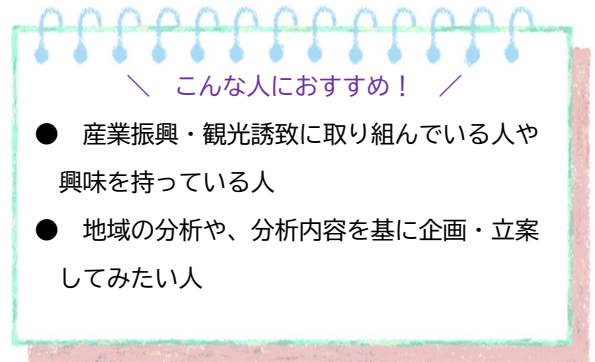 ＼　こんな人におすすめ！　／
●　産業振興・観光誘致に取り組んでいる人や
興味を持っている人
●　地域の分析や、分析内容を基に企画・立案
してみたい人